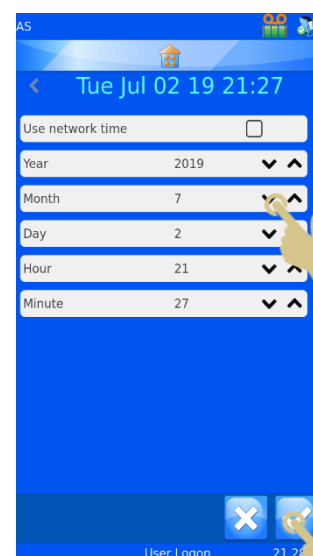 AS
Tue Jul 02 19 21:27
Use network time
Year 2019
Month 7
Day 2
Hour 21
Minute 27
User Logon 21:28